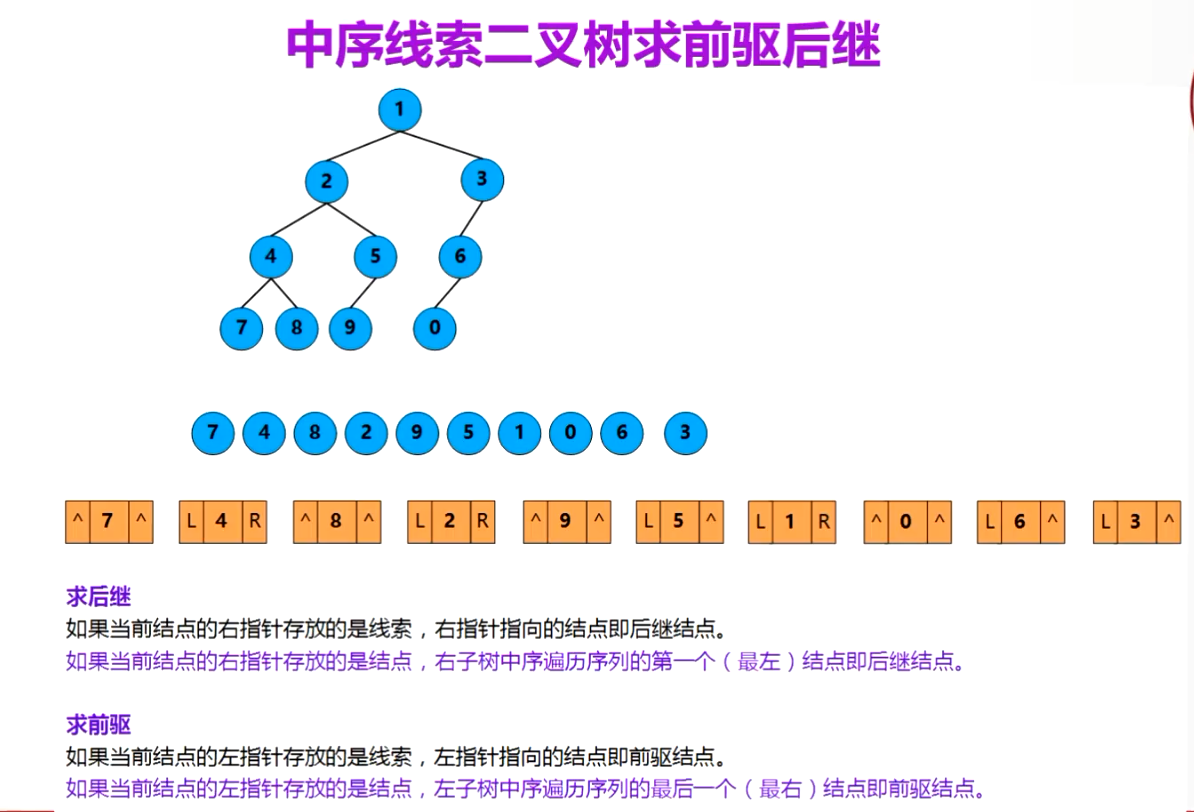 中序线索二叉树求前驱后继
1
2 3
4 5 6
7 8 9 0
7 4 8 2 9 5 1 0 6 3
^ 7 ^ L 4 R ^ 8 ^ L 2 R ^ 9 ^ L 5 ^ L 1 R ^ 0 ^ L 6 ^ L 3 ^
求后继
如果当前结点的右指针存放的是线索，右指针指向的结点即后继结点。
如果当前结点的右指针存放的是结点，右子树中序遍历序列的第一个（最左）结点即后继结点。
求前驱
如果当前结点的左指针存放的是线索，左指针指向的结点即前驱结点。
如果当前结点的左指针存放的是结点，左子树中序遍历序列的最后一个（最右）结点即前驱结点。